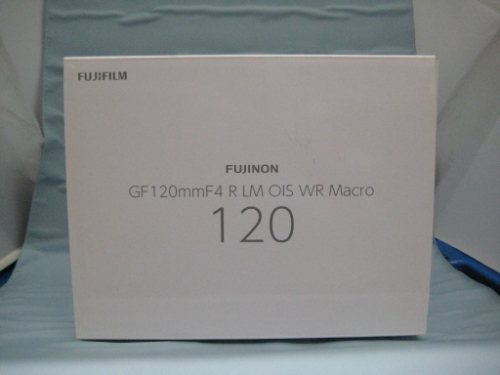 FUJIFILM
FUJINON
GF120mmF4 R LM OIS WR Macro
120